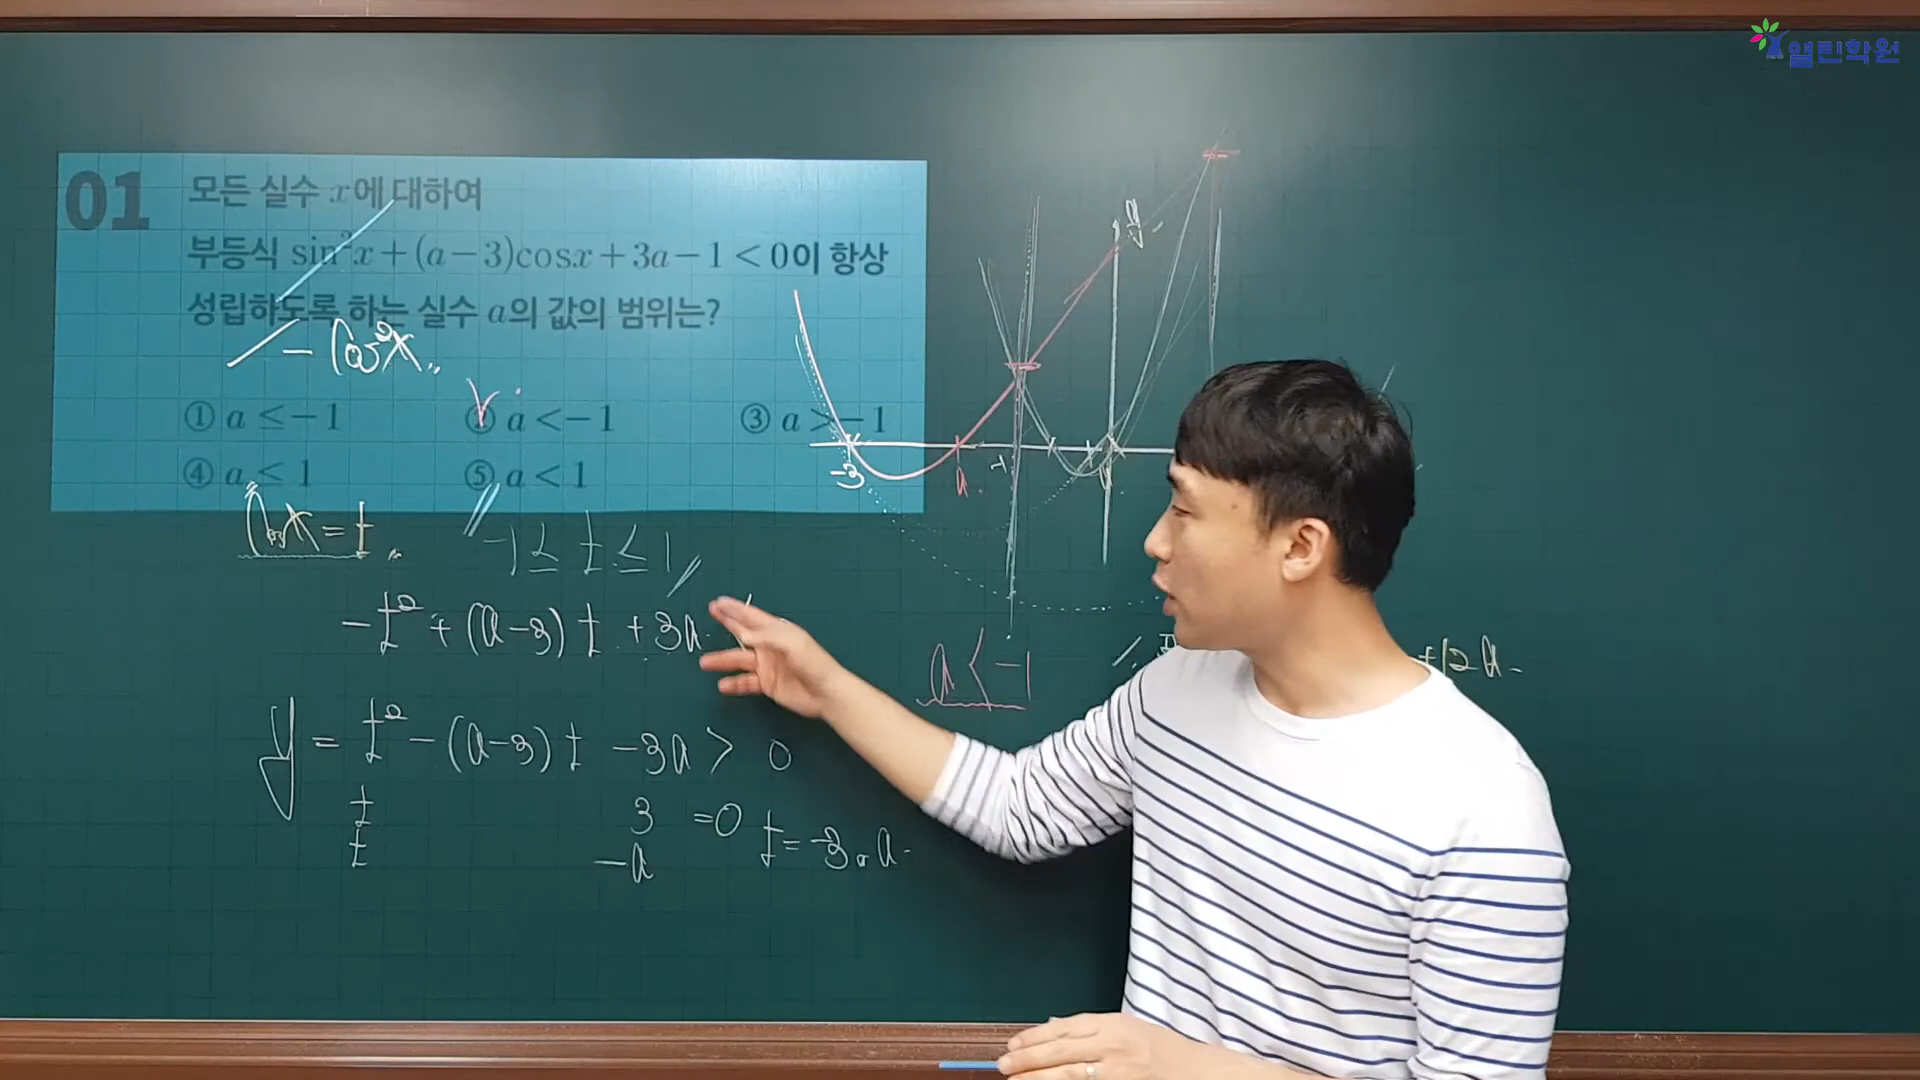 열린학원
01 모든 실수 x에 대하여
부등식 sin²x+(a−3)cosx+3a−1<0이 항상
성립하도록 하는 실수 a의 값의 범위는?
− cos²x
① a≤−1 ② a<−1 ③ a>−1
④ a≤1 ⑤ a<1
y
-3 a -1
cosx = t -1 ≤ t ≤ 1
-t² + (a-3)t + 3a
a < -1
+12a
y = t² - (a-3)t - 3a > 0
t 3 =0 t = -3, a
t -a